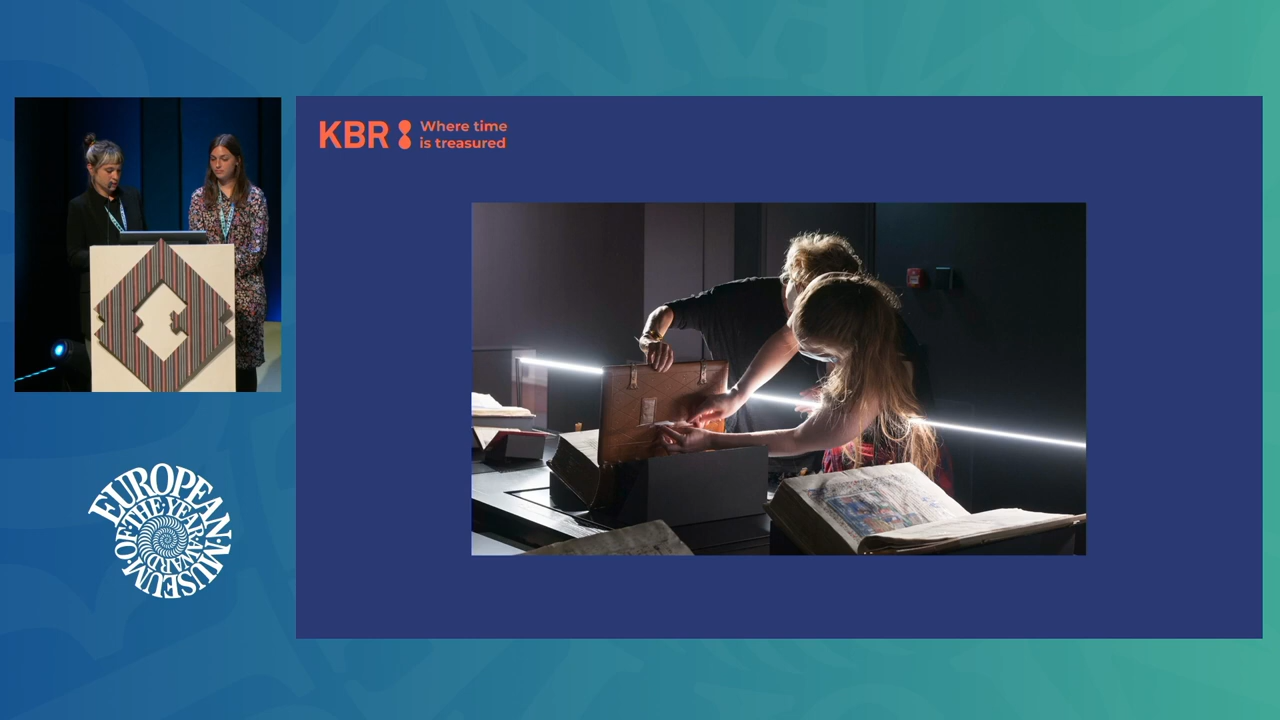 KBR Where time
is treasured
EUROPEAN·MUSEUM
·OF·THE·YEAR·AWARD